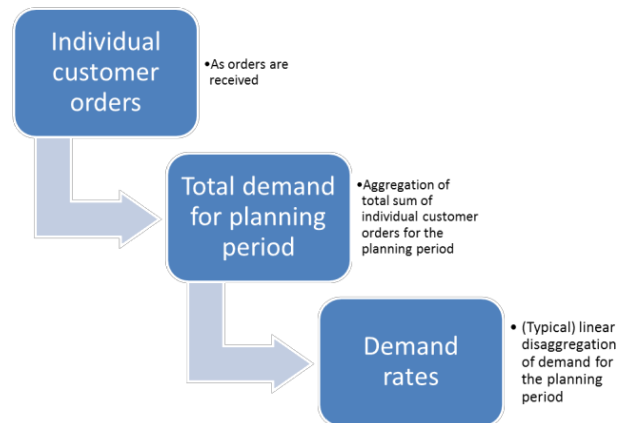 Individual
customer
orders
•As orders are
received
Total demand
for planning
period
•Aggregation of
total sum of
individual customer
orders for the
planning period
Demand
rates
• (Typical) linear
disaggregation
of demand for
the planning
period